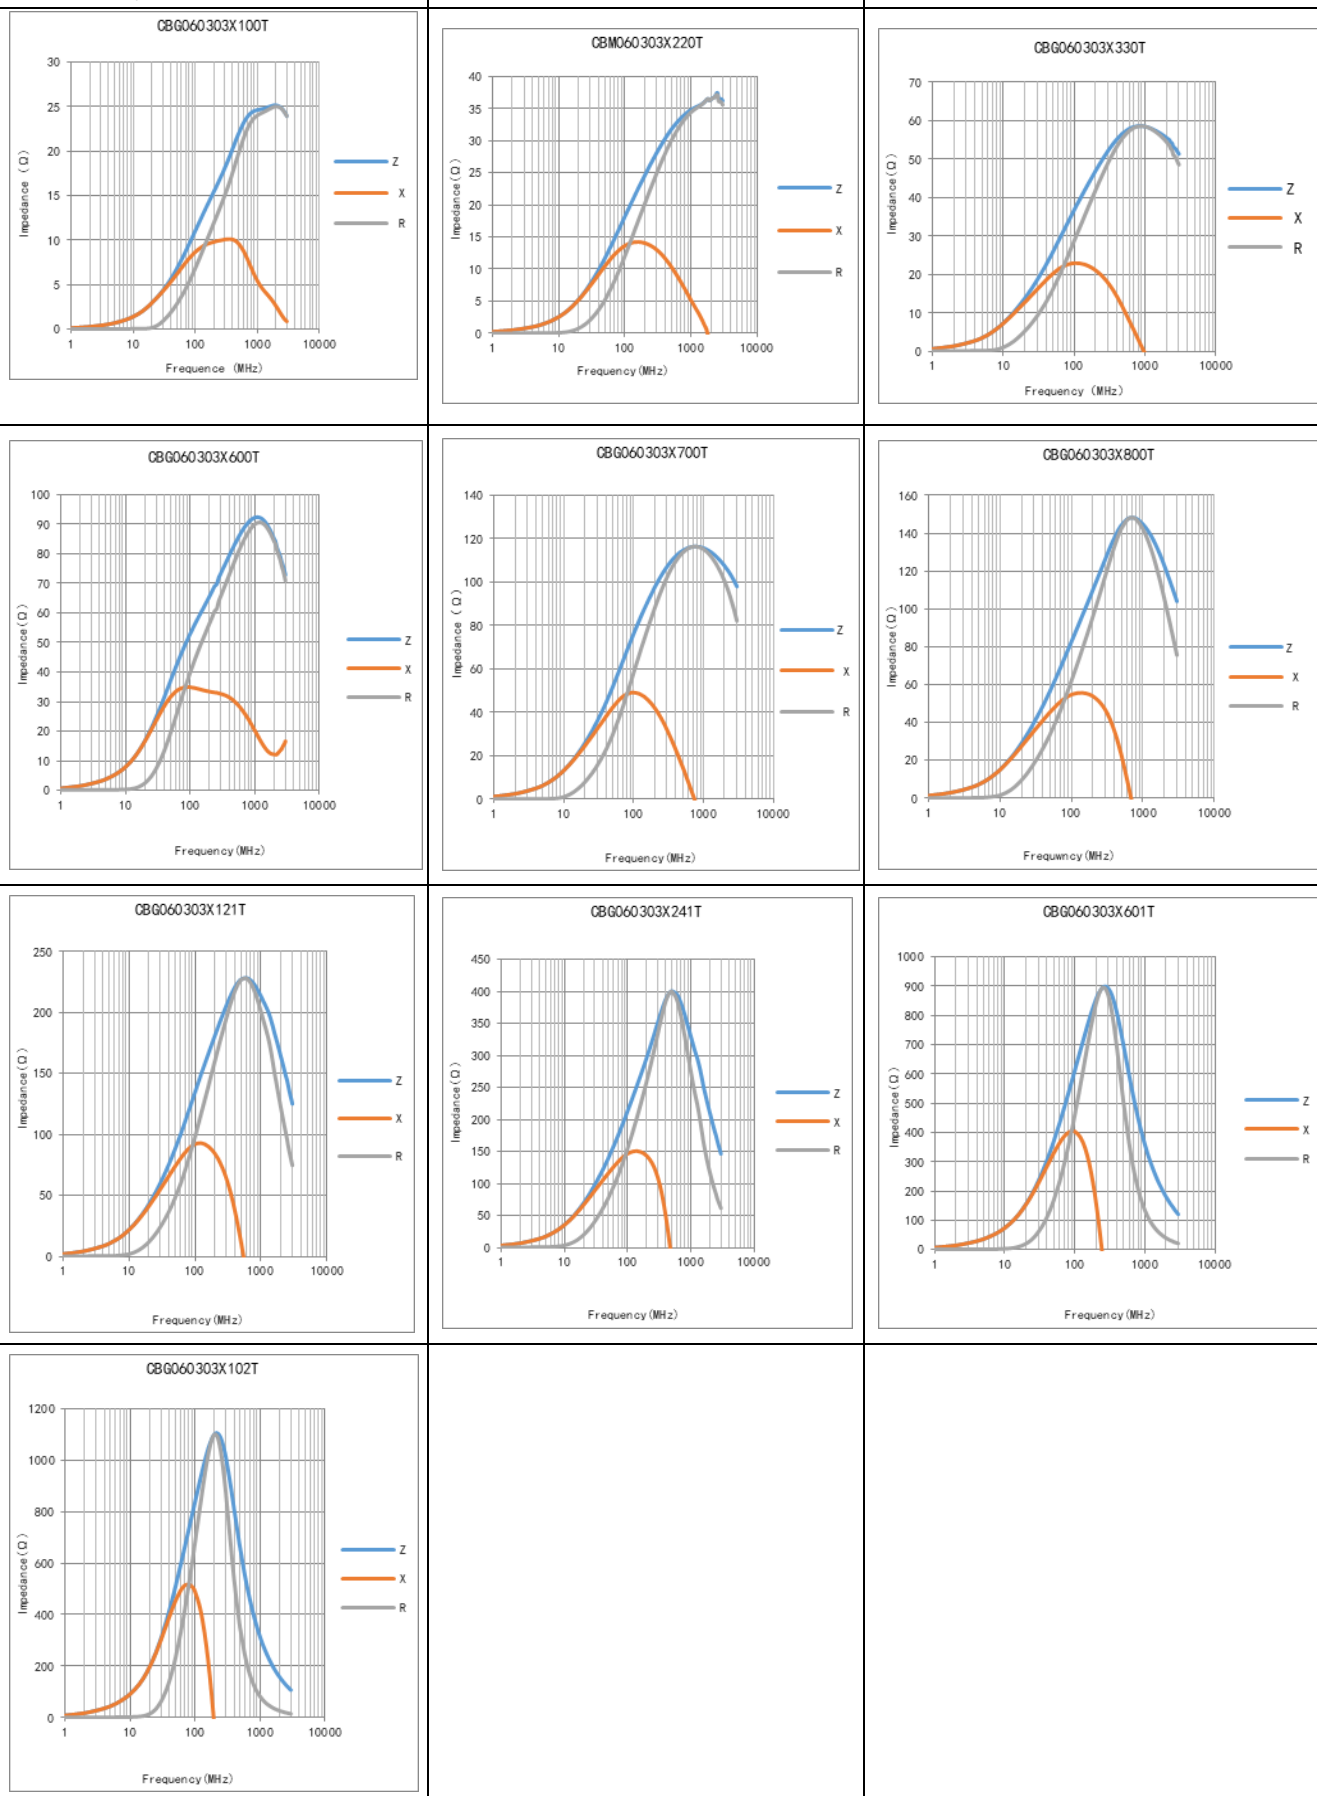 CBG060303X100T
30
25
20
15
10
5
0
1 10 100 1000 10000
Impedance (Ω)
Frequence (MHz)
Z
X
R
CBM060303X220T
40
35
30
25
20
15
10
5
0
1 10 100 1000 10000
Impedance(Ω)
Frequency(MHz)
Z
X
R
CBG060303X330T
70
60
50
40
30
20
10
0
1 10 100 1000 10000
Impedance(Ω)
Frequency (MHz)
Z
X
R
CBG060303X600T
100
90
80
70
60
50
40
30
20
10
0
1 10 100 1000 10000
Impedance(Ω)
Frequency(MHz)
Z
X
R
CBG060303X700T
140
120
100
80
60
40
20
0
1 10 100 1000 10000
Impedance (Ω)
Frequency(MHz)
Z
X
R
CBG060303X800T
160
140
120
100
80
60
40
20
0
1 10 100 1000 10000
Impedance(Ω)
Frequwncy(MHz)
Z
X
R
CBG060303X121T
250
200
150
100
50
0
1 10 100 1000 10000
Impedance(Ω)
Frequency(MHz)
Z
X
R
CBG060303X241T
450
400
350
300
250
200
150
100
50
0
1 10 100 1000 10000
Impedance(Ω)
Frequency(MHz)
Z
X
R
CBG060303X601T
1000
900
800
700
600
500
400
300
200
100
0
1 10 100 1000 10000
Impedance(Ω)
Frequency(MHz)
Z
X
R
CBG060303X102T
1200
1000
800
600
400
200
0
1 10 100 1000 10000
Impedance(Ω)
Frequency(MHz)
Z
X
R